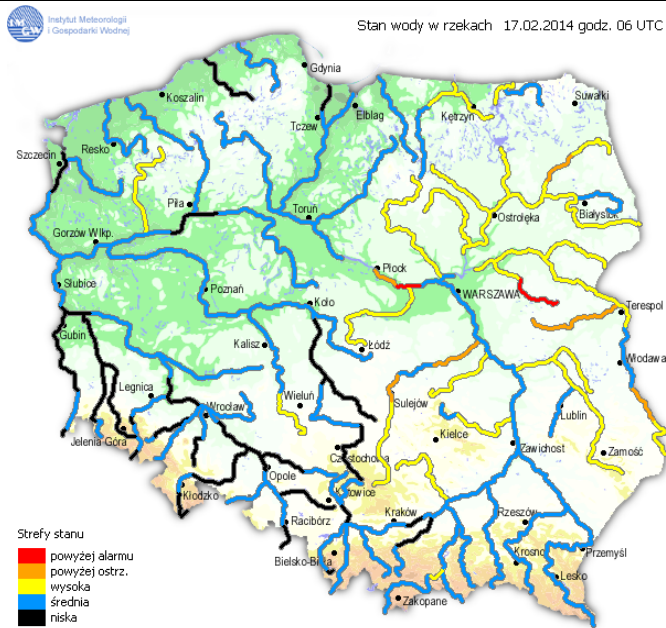 Instytut Meteorologii
i Gospodarki Wodnej
Stan wody w rzekach 17.02.2014 godz. 06 UTC
Gdynia
Koszalin
Suwałki
Tczew
Elbląg
Kętrzyn
Resko
Szczecin
Piła
Toruń
Ostrołęka
Białystok
Gorzów Wlkp.
Płock
Słubice
Poznań
Koło
WARSZAWA
Terespol
Gubin
Kalisz
Łódź
Włodawa
Legnica
Wrocław
Wieluń
Sulejów
Lublin
Jelenia Góra
Kielce
Zawichost
Zamość
Częstochowa
Opole
Kłodzko
Katowice
Kraków
Rzeszów
Racibórz
Strefy stanu
Bielsko-Biała
Krosno
Przemyśl
powyżej alarmu
powyżej ostrz.
Lesko
wysoka
średnia
Zakopane
niska